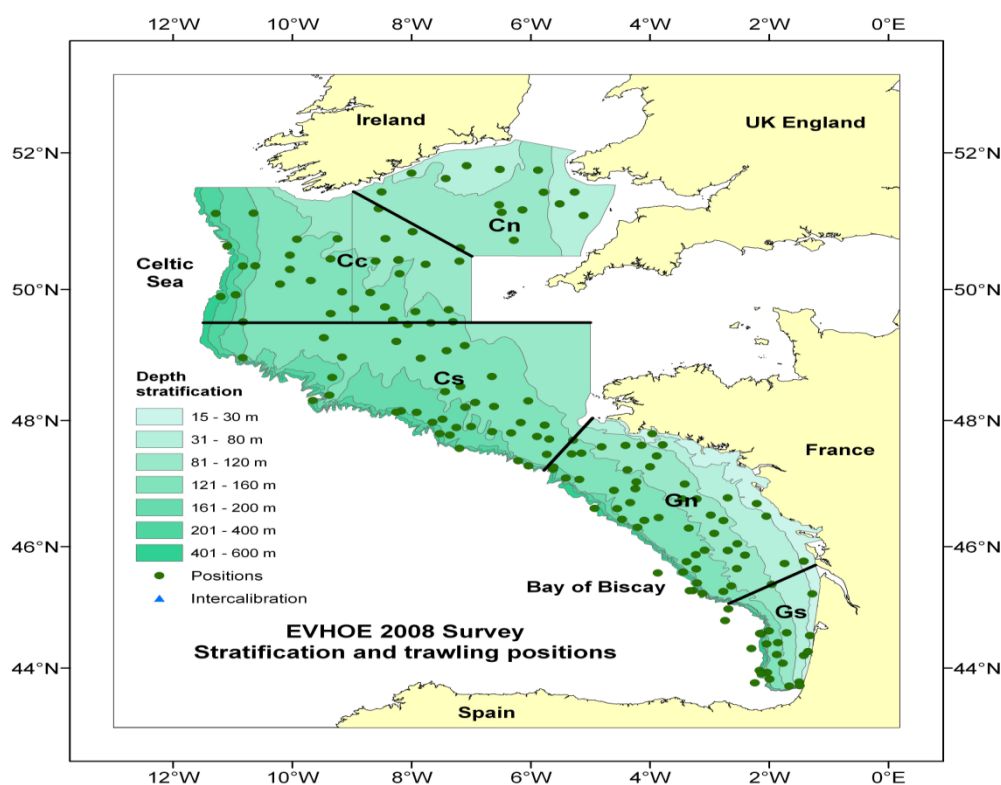 12°W 10°W 8°W 6°W 4°W 2°W 0°E
Ireland
UK England
52°N 52°N
Cn
Cc
Celtic
Sea
50°N 50°N
Depth
stratification
Cs
15 - 30 m
31 - 80 m
48°N 48°N
81 - 120 m
France
121 - 160 m
161 - 200 m
Gn
201 - 400 m
401 - 600 m
46°N 46°N
Positions
Bay of Biscay
Intercalibration
Gs
EVHOE 2008 Survey
Stratification and trawling positions
44°N 44°N
Spain
12°W 10°W 8°W 6°W 4°W 2°W 0°E